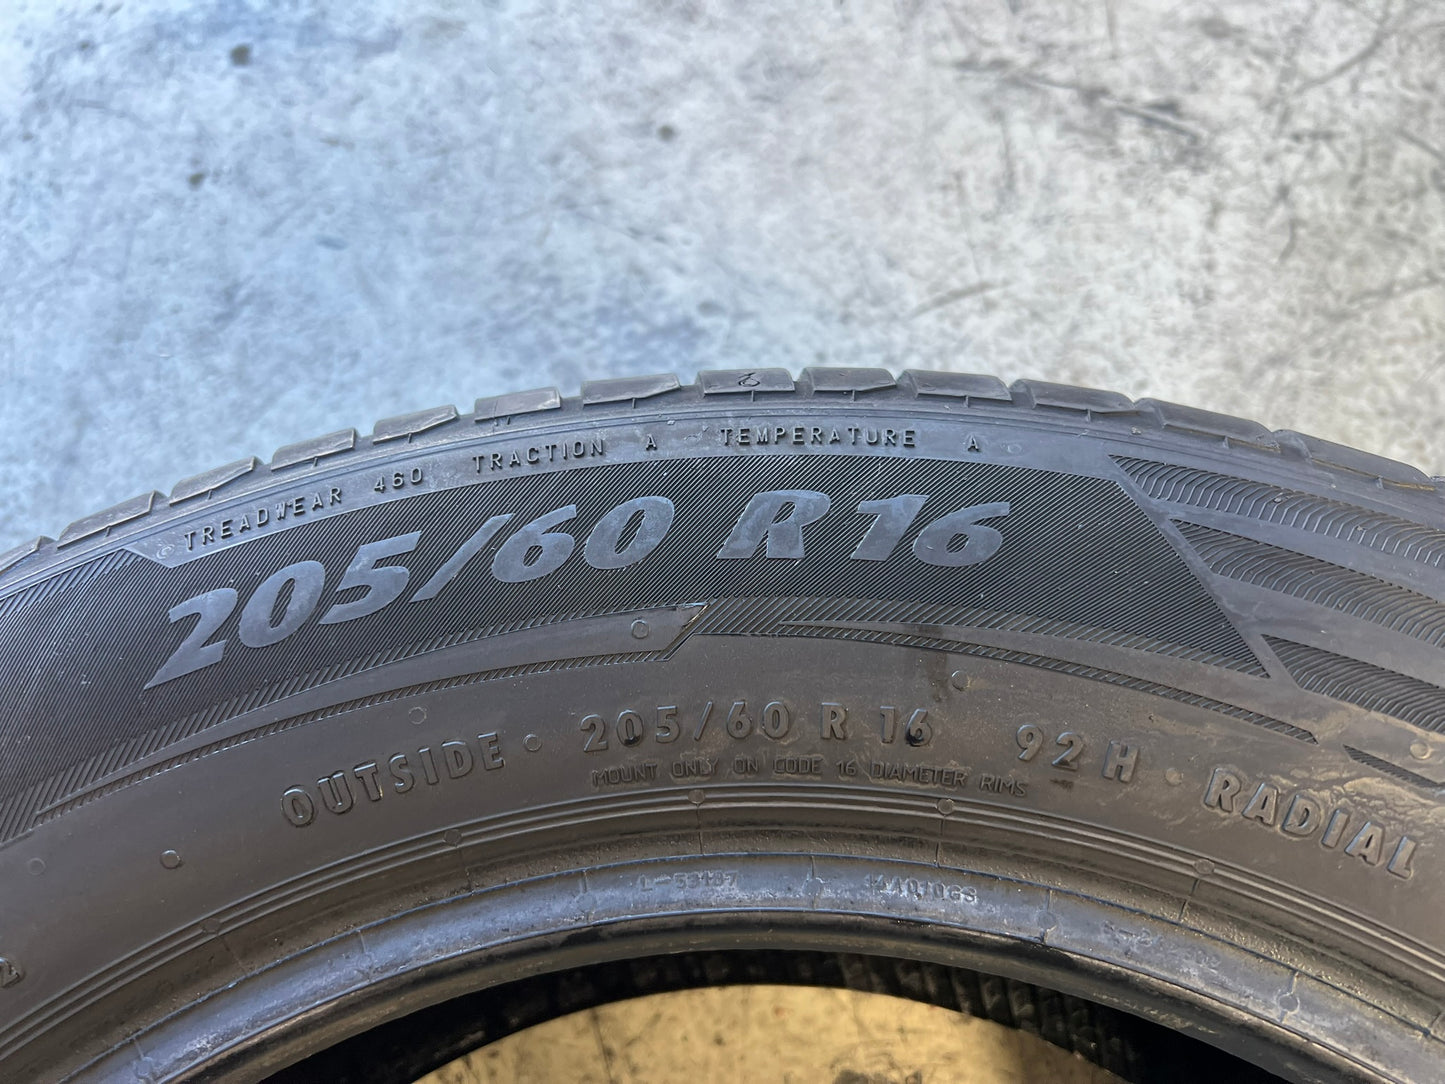 TREADWEAR 460 TRACTION A TEMPERATURE A
205/60 R 16
OUTSIDE • 205/60 R 16 92 H • RADIAL
MOUNT ONLY ON CODE 16 DIAMETER RIMS